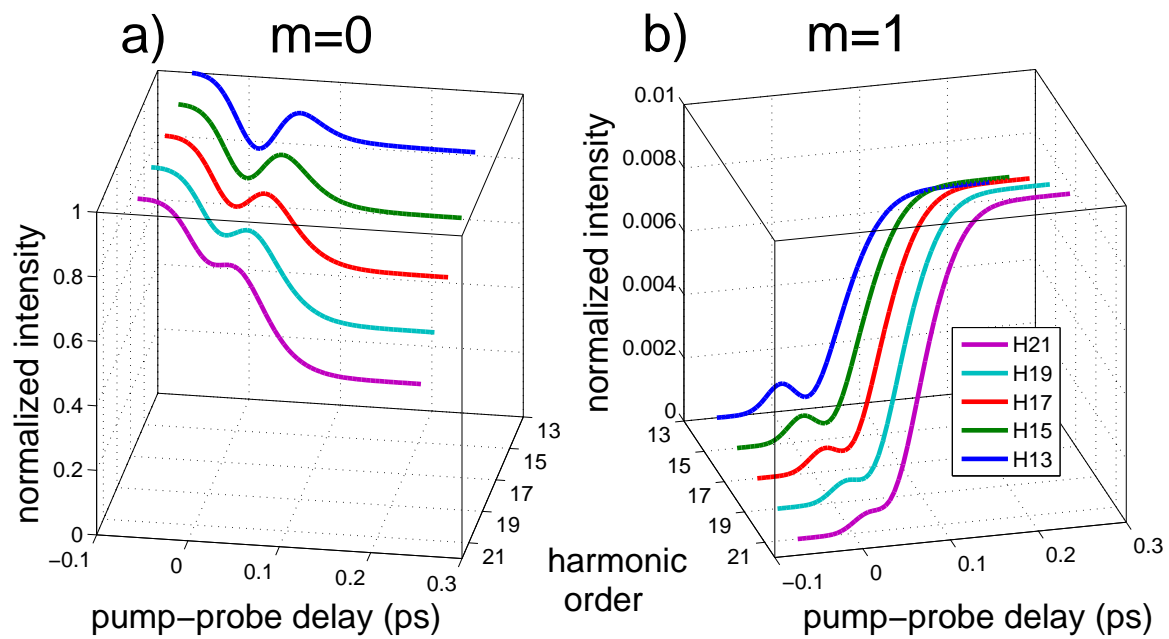 a) m=0
normalized intensity
1
0.8
0.6
0.4
0.2
0
−0.1
0
0.1
0.2
0.3
pump−probe delay (ps)
13
15
17
19
21
harmonic
order
b) m=1
normalized intensity
0.01
0.008
0.006
0.004
0.002
0
13
15
17
19
21
−0.1
0
0.1
0.2
0.3
pump−probe delay (ps)
H21
H19
H17
H15
H13